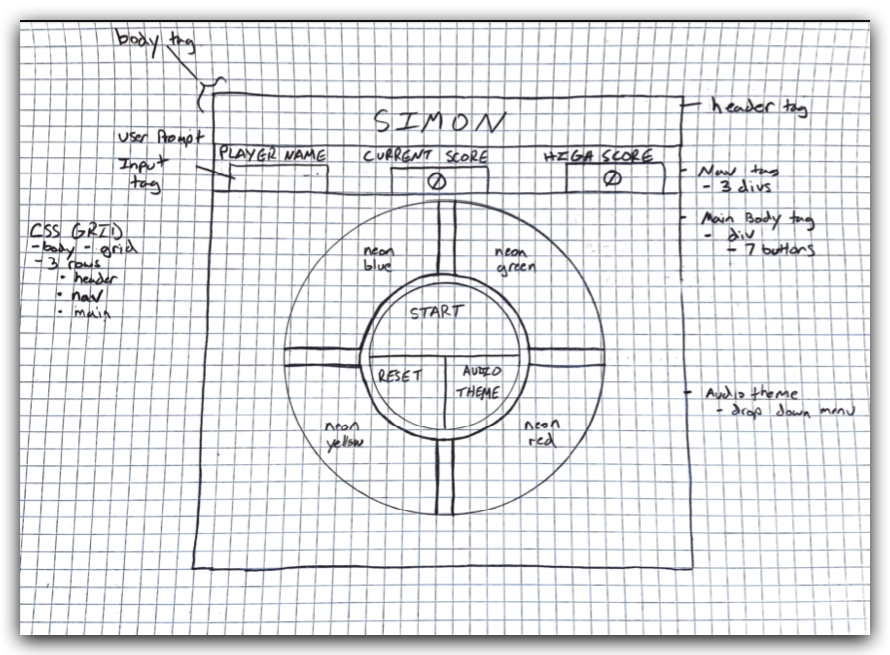 body tag
header tag
SIMON
User Prompt
Input
tag
PLAYER NAME
CURRENT SCORE
HIGH SCORE
0
0
Nav tag
- 3 divs
Main Body tag
- div
- 7 buttons
CSS GRID
- body - grid
- 3 rows
• header
• nav
• main
neon
blue
neon
green
START
RESET
AUDIO
THEME
neon
yellow
neon
red
Audio theme
- drop down menu